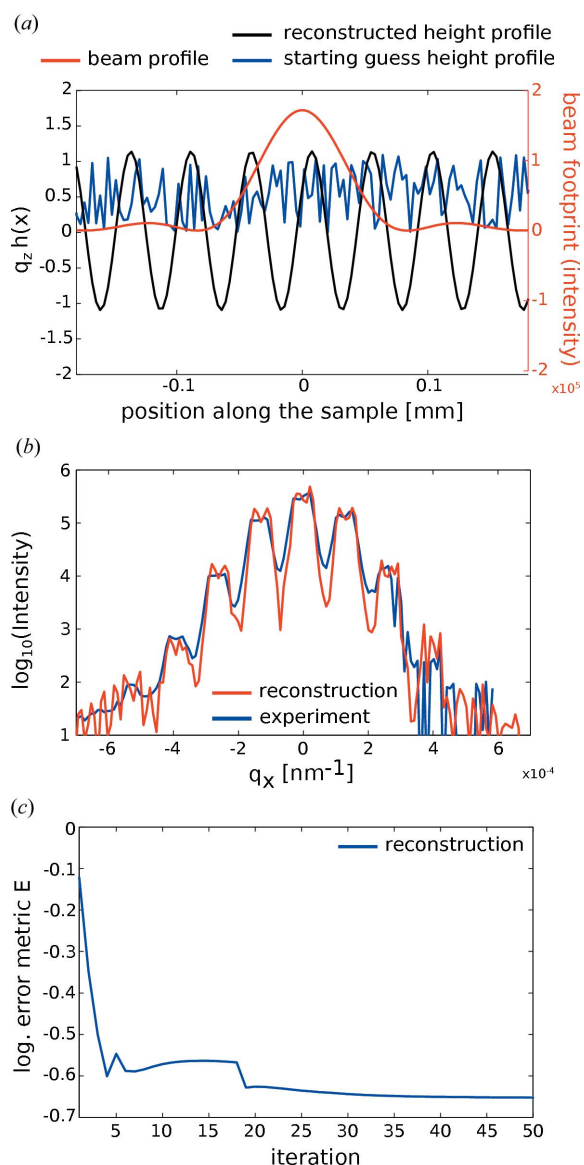 (a)
reconstructed height profile
beam profile
starting guess height profile
2
1.5
1
0.5
0
-0.5
-1
-1.5
-2
q_z h(x)
2
1
0
-1
-2
x10⁵
beam footprint (intensity)
-0.1
0
0.1
position along the sample [mm]
(b)
6
5
4
3
2
1
log₁₀(Intensity)
reconstruction
experiment
-6
-4
-2
0
2
4
6
x10⁻⁴
qx [nm⁻¹]
(c)
0
-0.1
-0.2
-0.3
-0.4
-0.5
-0.6
-0.7
log. error metric E
reconstruction
5
10
15
20
25
30
35
40
45
50
iteration